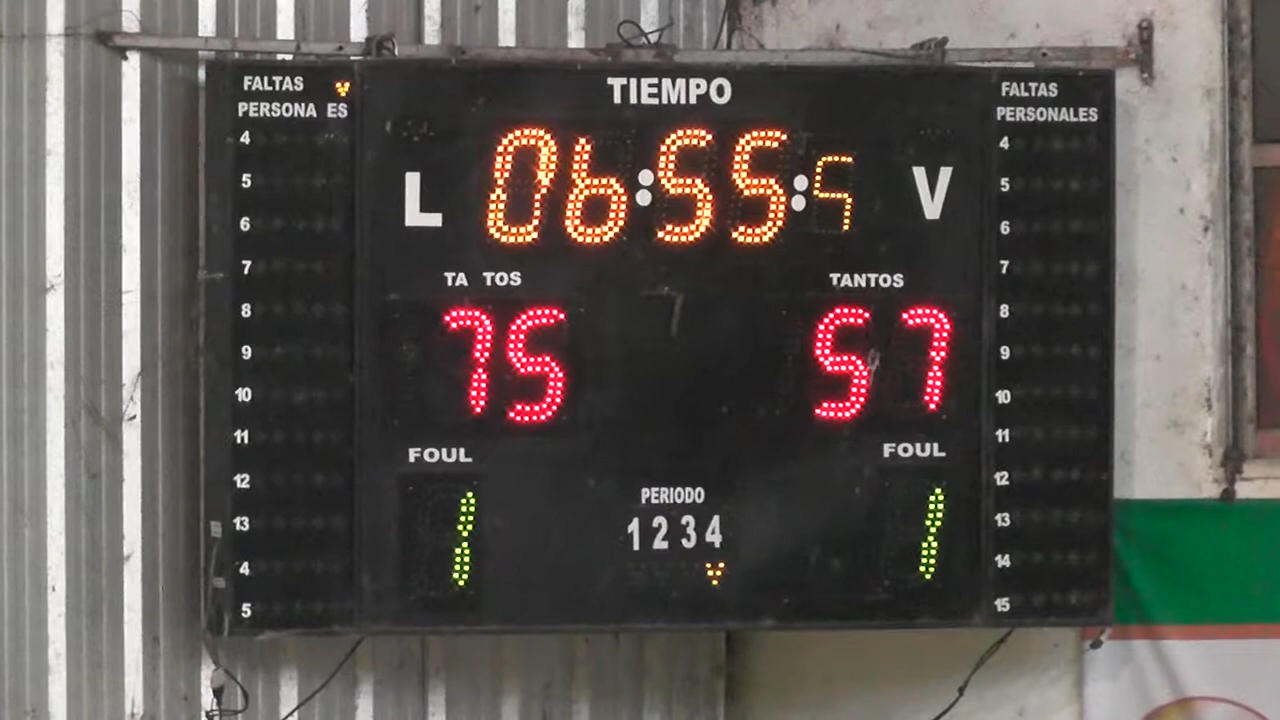 FALTAS
PERSONA ES
4
5
6
7
8
9
10
11
12
13
4
5
TIEMPO
L 06:55:5 V
TA TOS TANTOS
75 57
FOUL FOUL
1 1
PERIODO
1 2 3 4
FALTAS
PERSONALES
4
5
6
7
8
9
10
11
12
13
14
15